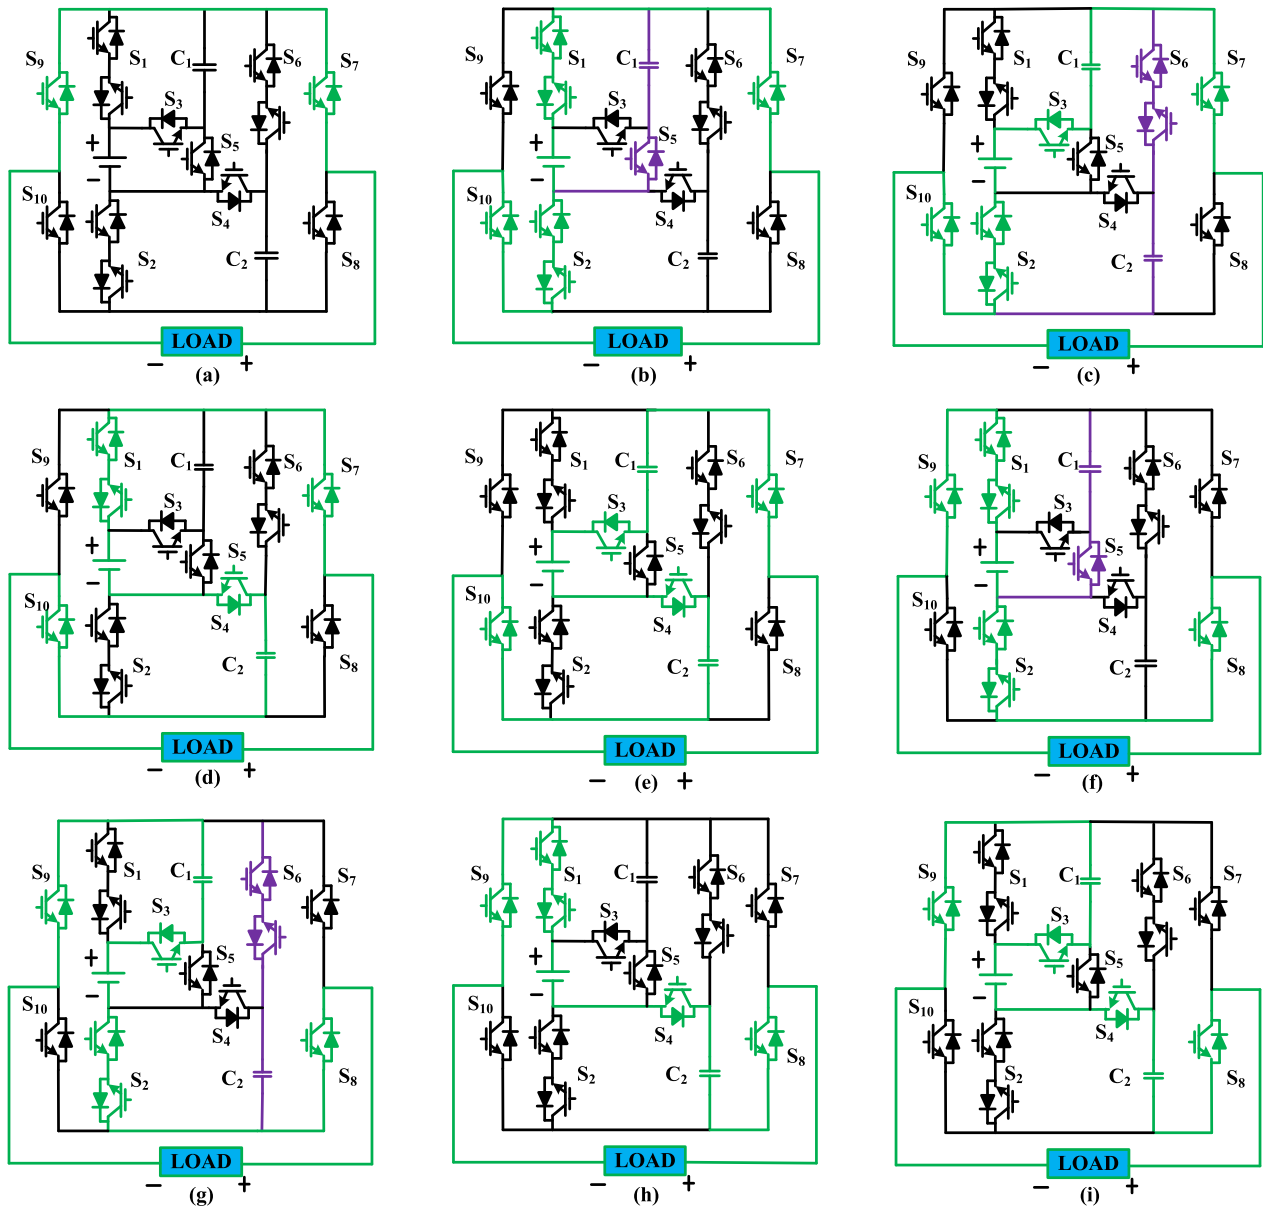 S9 S1 C1 S6 S7
S3
+ S5
−
S10 S4
S2 C2 S8
LOAD
− +
(a)
S9 S1 C1 S6 S7
S3
+ S5
−
S10 S4
S2 C2 S8
LOAD
− +
(b)
S9 S1 C1 S6 S7
S3
+ S5
−
S10 S4
S2 C2 S8
LOAD
− +
(c)
S9 S1 C1 S6 S7
S3
+ S5
−
S10 S4
S2 C2 S8
LOAD
− +
(d)
S9 S1 C1 S6 S7
S3
+ S5
−
S10 S4
S2 C2 S8
LOAD
− +
(e)
S9 S1 C1 S6 S7
S3
+ S5
−
S10 S4
S2 C2 S8
LOAD
− +
(f)
S9 S1 C1 S6 S7
S3
+ S5
−
S10 S4
S2 C2 S8
LOAD
− +
(g)
S9 S1 C1 S6 S7
S3
+ S5
−
S10 S4
S2 C2 S8
LOAD
− +
(h)
S9 S1 C1 S6 S7
S3
+ S5
−
S10 S4
S2 C2 S8
LOAD
− +
(i)